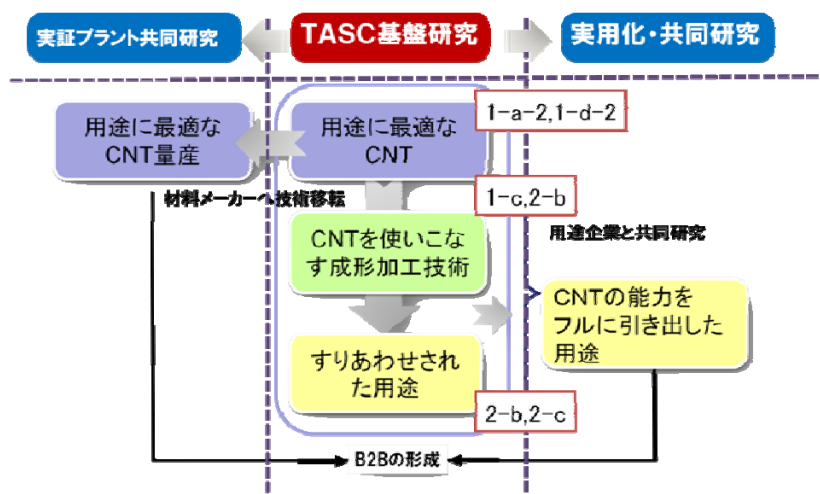 実証プラント共同研究
TASC基盤研究
実用化・共同研究
用途に最適な
CNT量産
用途に最適な
CNT
1-a-2,1-d-2
材料メーカーへ技術移転
1-c,2-b
CNTを使いこな
す成形加工技術
用途企業と共同研究
CNTの能力を
フルに引き出した
用途
すりあわせされ
た用途
2-b,2-c
B2Bの形成